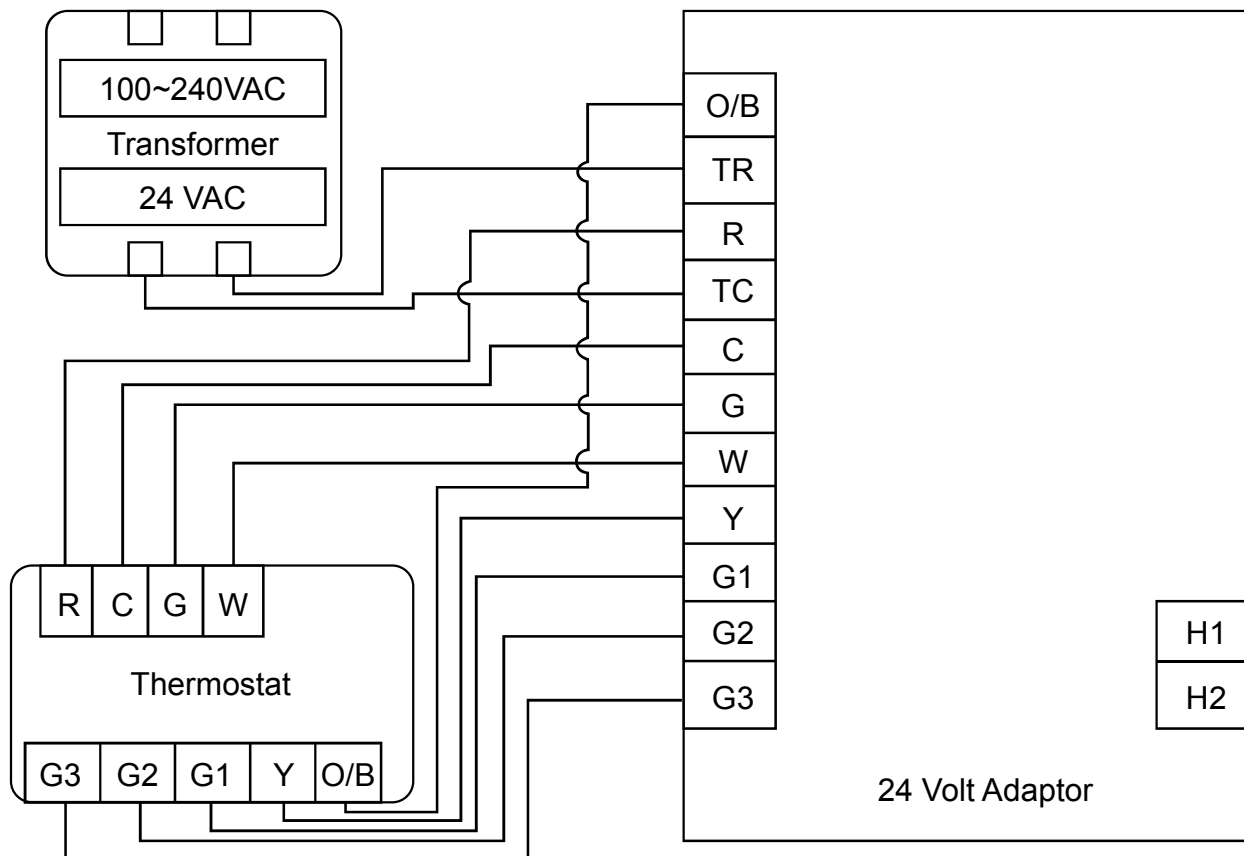 100~240VAC
Transformer
24 VAC
O/B
TR
R
TC
C
G
W
Y
G1
G2
G3
H1
H2
24 Volt Adaptor
R C G W
Thermostat
G3 G2 G1 Y O/B